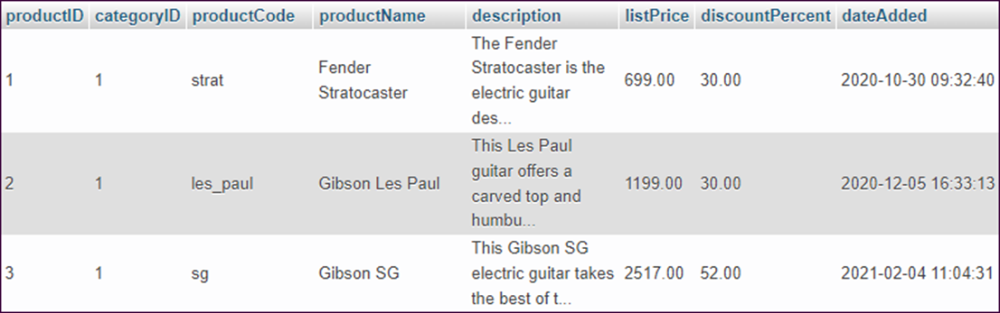 productID categoryID productCode productName description listPrice discountPercent dateAdded
The Fender
Fender Stratocaster is the
1 1 strat electric guitar 699.00 30.00 2020-10-30 09:32:40
Stratocaster
des...
This Les Paul
guitar offers a
2 1 les_paul Gibson Les Paul carved top and 1199.00 30.00 2020-12-05 16:33:13
humbu...
This Gibson SG
3 1 sg Gibson SG electric guitar takes 2517.00 52.00 2021-02-04 11:04:31
the best of t...